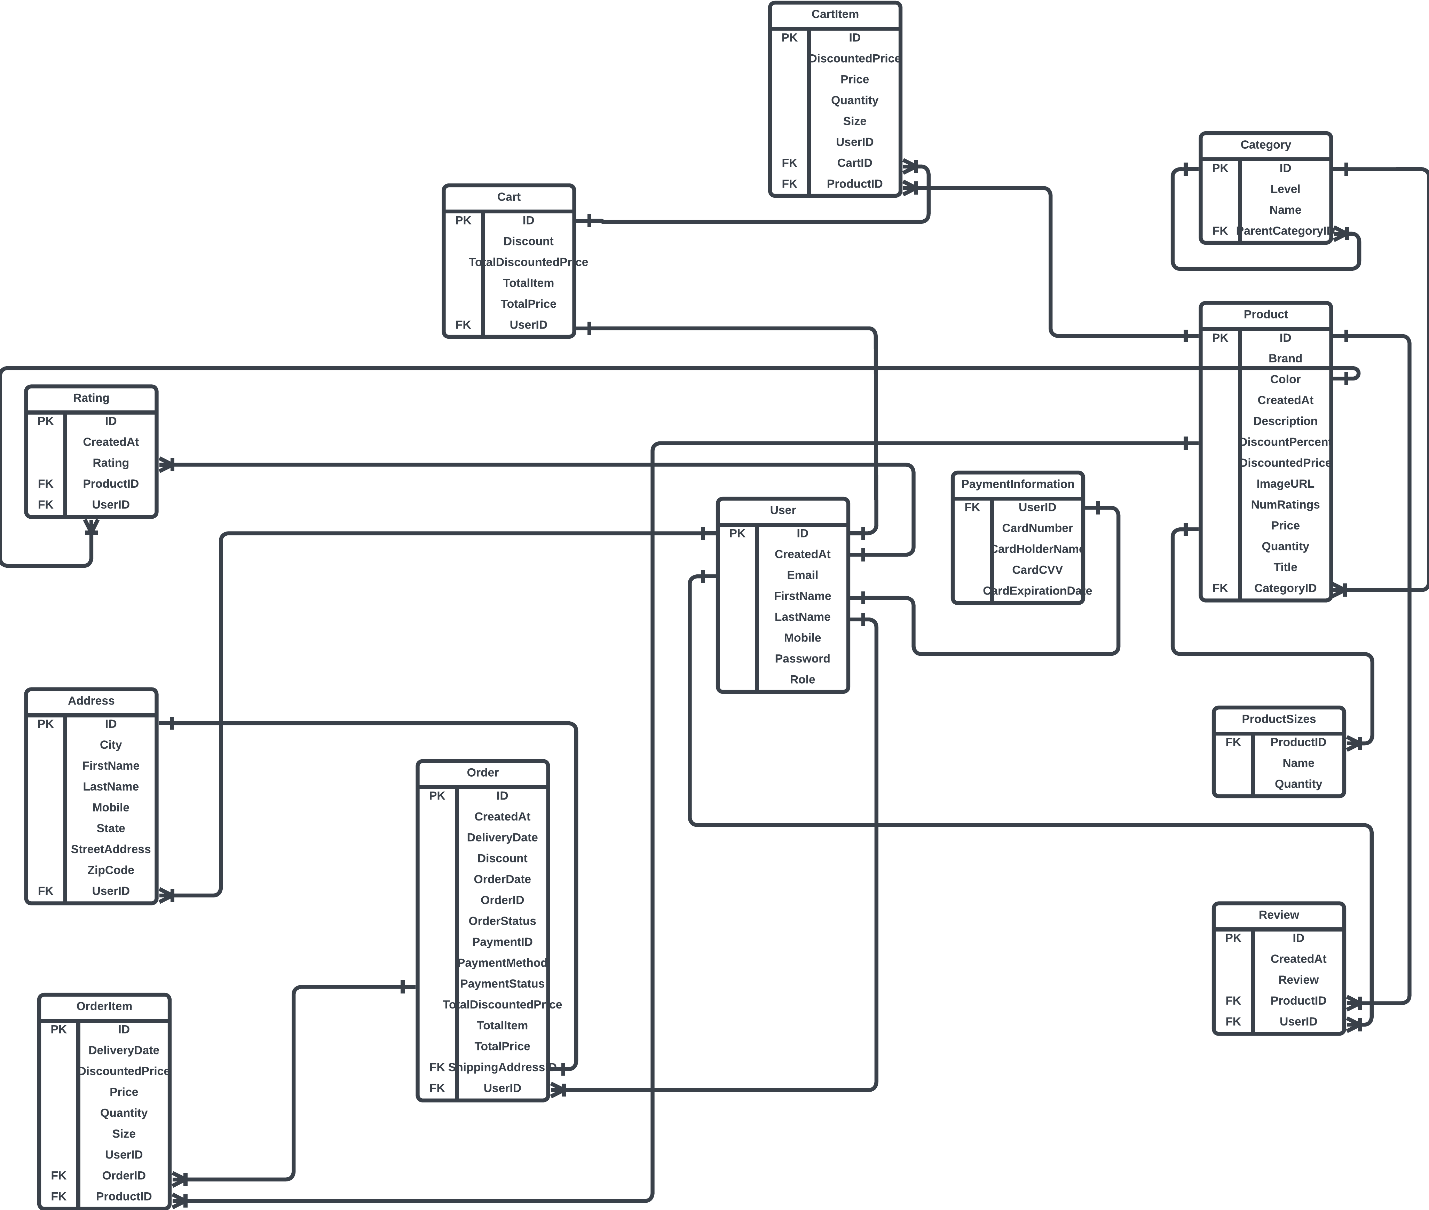 CartItem
PK ID
DiscountedPrice
Price
Quantity
Size
UserID
FK CartID
FK ProductID
Category
PK ID
Level
Name
FK ParentCategoryID
Cart
PK ID
Discount
TotalDiscountedPrice
TotalItem
TotalPrice
FK UserID
Product
PK ID
Brand
Color
CreatedAt
Description
DiscountPercent
DiscountedPrice
ImageURL
NumRatings
Price
Quantity
Title
FK CategoryID
Rating
PK ID
CreatedAt
Rating
FK ProductID
FK UserID
PaymentInformation
FK UserID
CardNumber
CardHolderName
CardCVV
CardExpirationDate
User
PK ID
CreatedAt
Email
FirstName
LastName
Mobile
Password
Role
Address
PK ID
City
FirstName
LastName
Mobile
State
StreetAddress
ZipCode
FK UserID
ProductSizes
FK ProductID
Name
Quantity
Order
PK ID
CreatedAt
DeliveryDate
Discount
OrderDate
OrderID
OrderStatus
PaymentID
PaymentMethod
PaymentStatus
TotalDiscountedPrice
TotalItem
TotalPrice
FK ShippingAddressID
FK UserID
Review
PK ID
CreatedAt
Review
FK ProductID
FK UserID
OrderItem
PK ID
DeliveryDate
DiscountedPrice
Price
Quantity
Size
UserID
FK OrderID
FK ProductID